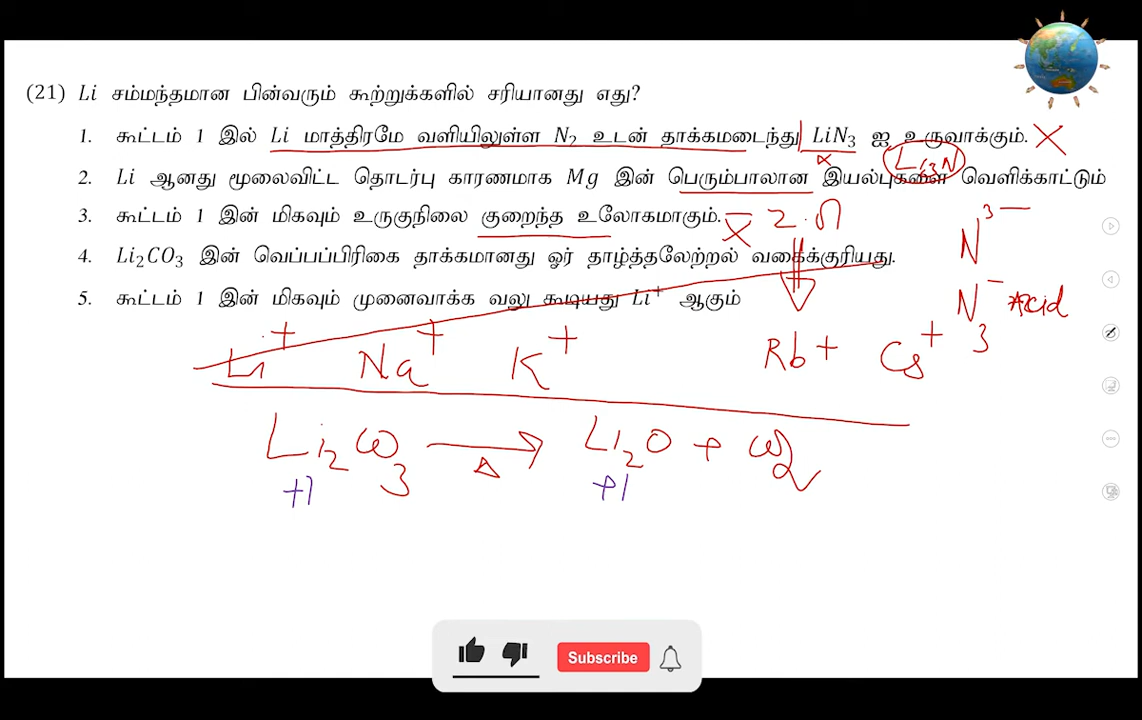 (21) Li சம்மந்தமான பின்வரும் கூற்றுக்களில் சரியானது எது?
1. கூட்டம் 1 இல் Li மாத்திரமே வளியிலுள்ள N₂ உடன் தாக்கமடைந்து LiN₃ ஐ உருவாக்கும். X
x Li3N
2. Li ஆனது மூலைவிட்ட தொடர்பு காரணமாக Mg இன் பெரும்பாலான இயல்புகளை வெளிக்காட்டும்
3. கூட்டம் 1 இன் மிகவும் உருகுநிலை குறைந்த உலோகமாகும். X N³⁻
4. Li₂CO₃ இன் வெப்பப்பிரிகை தாக்கமானது ஓர் தாழ்த்தலேற்றல் வகைக்குரியது.
5. கூட்டம் 1 இன் மிகவும் முனைவாக்க வலு கூடியது Li⁺ ஆகும் N₃⁻ Acid
Li⁺ Na⁺ K⁺ Rb⁺ Cs⁺
Li₂CO₃ →Δ Li₂O + CO₂
+1 +1
Subscribe